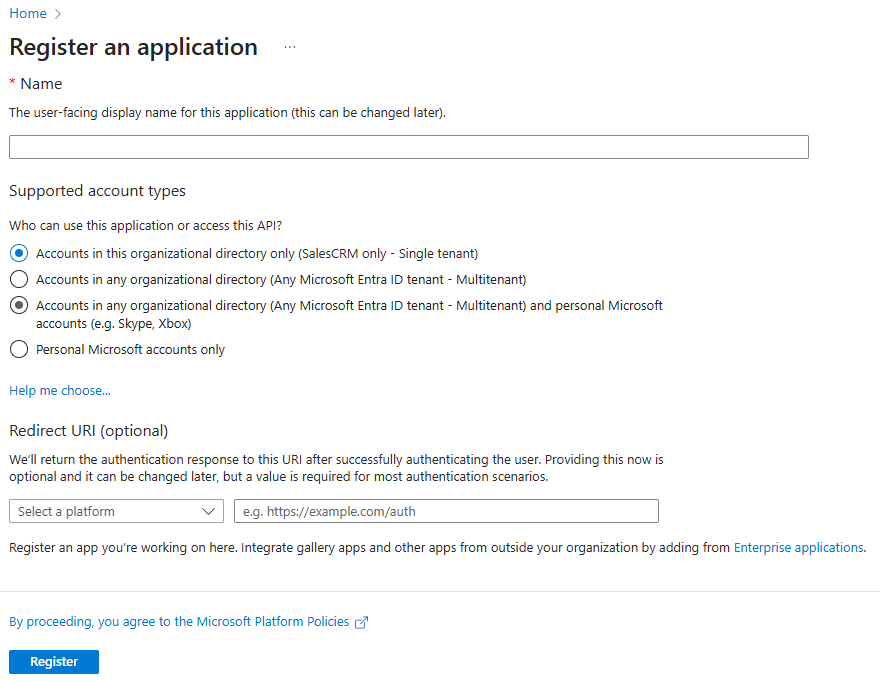 Home >
Register an application ...
* Name
The user-facing display name for this application (this can be changed later).
Supported account types
Who can use this application or access this API?
Accounts in this organizational directory only (SalesCRM only - Single tenant)
Accounts in any organizational directory (Any Microsoft Entra ID tenant - Multitenant)
Accounts in any organizational directory (Any Microsoft Entra ID tenant - Multitenant) and personal Microsoft
accounts (e.g. Skype, Xbox)
Personal Microsoft accounts only
Help me choose...
Redirect URI (optional)
We'll return the authentication response to this URI after successfully authenticating the user. Providing this now is
optional and it can be changed later, but a value is required for most authentication scenarios.
Select a platform
e.g. https://example.com/auth
Register an app you're working on here. Integrate gallery apps and other apps from outside your organization by adding from Enterprise applications.
By proceeding, you agree to the Microsoft Platform Policies
Register